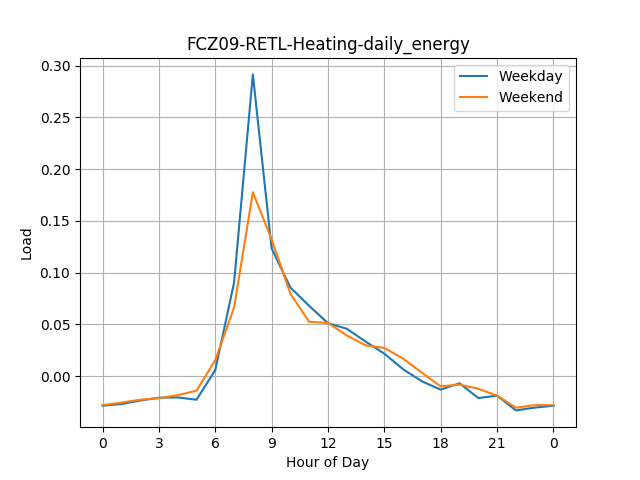 FCZ09-RETL-Heating-daily_energy
Weekday
Weekend
Load
0.30
0.25
0.20
0.15
0.10
0.05
0.00
0 3 6 9 12 15 18 21 0
Hour of Day